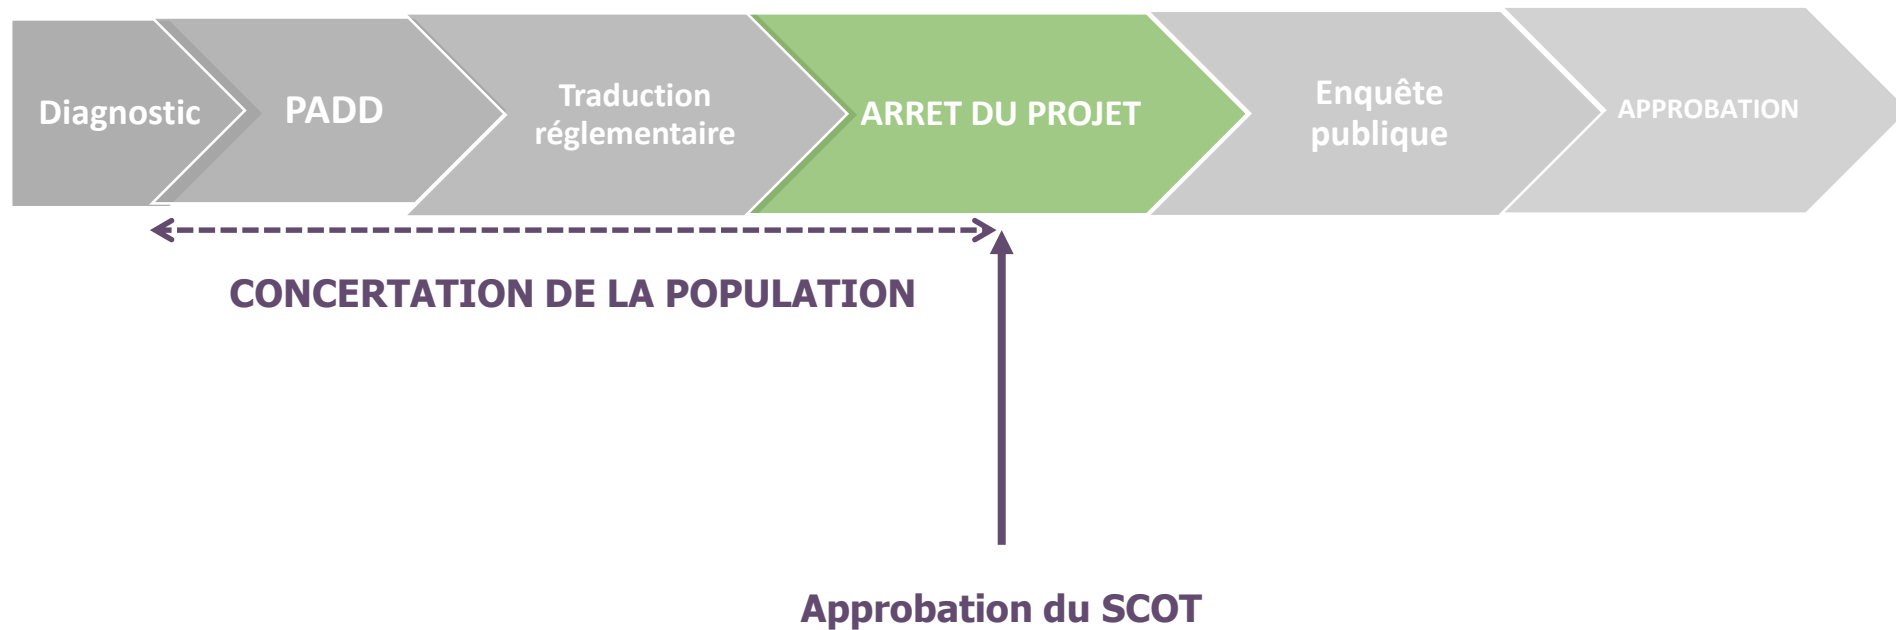 Diagnostic
PADD
Traduction
réglementaire
ARRET DU PROJET
Enquête
publique
APPROBATION
CONCERTATION DE LA POPULATION
Approbation du SCOT